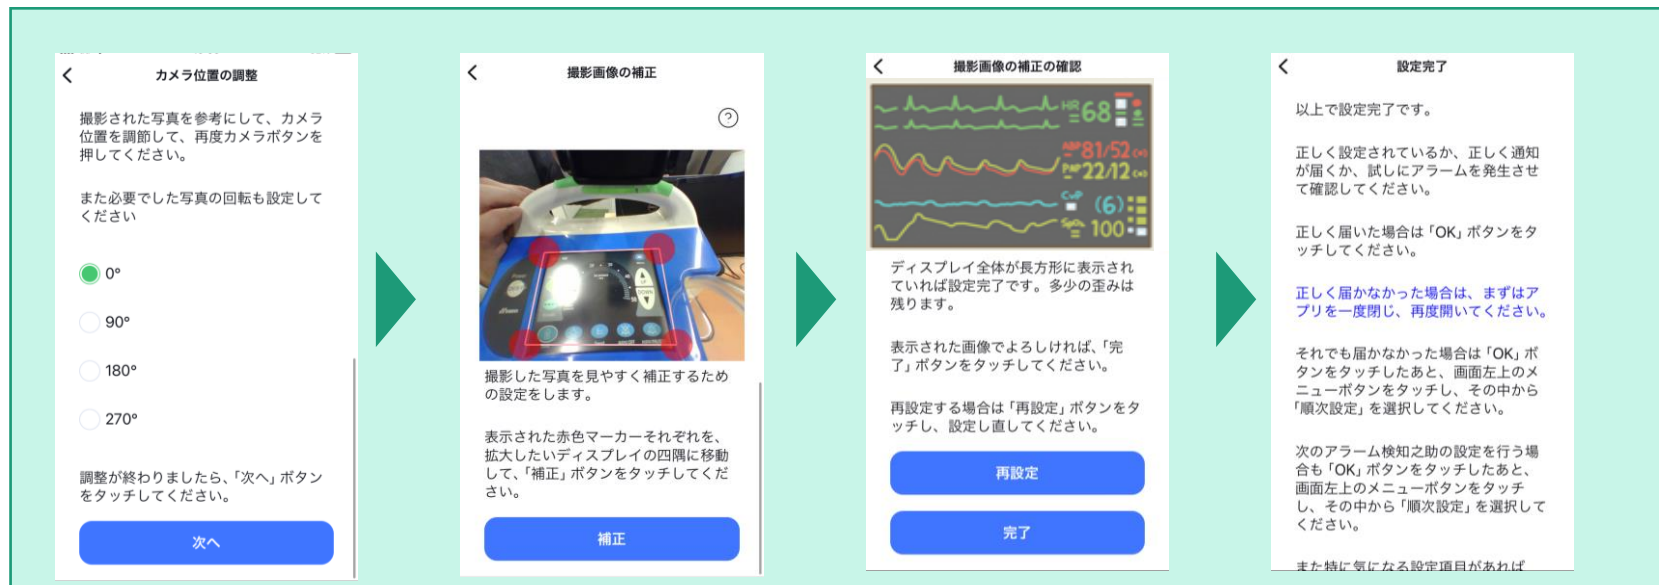 カメラ位置の調整
撮影された写真を参考にして、カメラ
位置を調節して、再度カメラボタンを
押してください。
また必要でした写真の回転も設定して
ください
0°
90°
180°
270°
調整が終わりましたら、「次へ」ボタン
をタッチしてください。
次へ
撮影画像の補正
?
DOWN
撮影した写真を見やすく補正するため
の設定をします。
表示された赤色マーカーそれぞれを、
拡大したいディスプレイの四隅に移動
して、「補正」ボタンをタッチしてくだ
さい。
補正
撮影画像の補正の確認
HR 68
ABP 81/52
PAP 22/12
CVP (6)
SpO₂ 100
ディスプレイ全体が長方形に表示され
ていれば設定完了です。多少の歪みは
残ります。
表示された画像でよろしければ、「完
了」ボタンをタッチしてください。
再設定する場合は「再設定」ボタンをタ
ッチし、設定し直してください。
再設定
完了
設定完了
以上で設定完了です。
正しく設定されているか、正しく通知
が届くか、試しにアラームを発生させ
て確認してください。
正しく届いた場合は「OK」ボタンをタ
ッチしてください。
正しく届かなかった場合は、まずはア
プリを一度閉じ、再度開いてください。
それでも届かなかった場合は「OK」ボ
タンをタッチしたあと、画面左上のメ
ニューボタンをタッチし、その中から
「順次設定」を選択してください。
次のアラーム検知之助の設定を行う場
合も「OK」ボタンをタッチしたあと、
画面左上のメニューボタンをタッチ
し、その中から「順次設定」を選択して
ください。
また特に気になる設定項目があれば